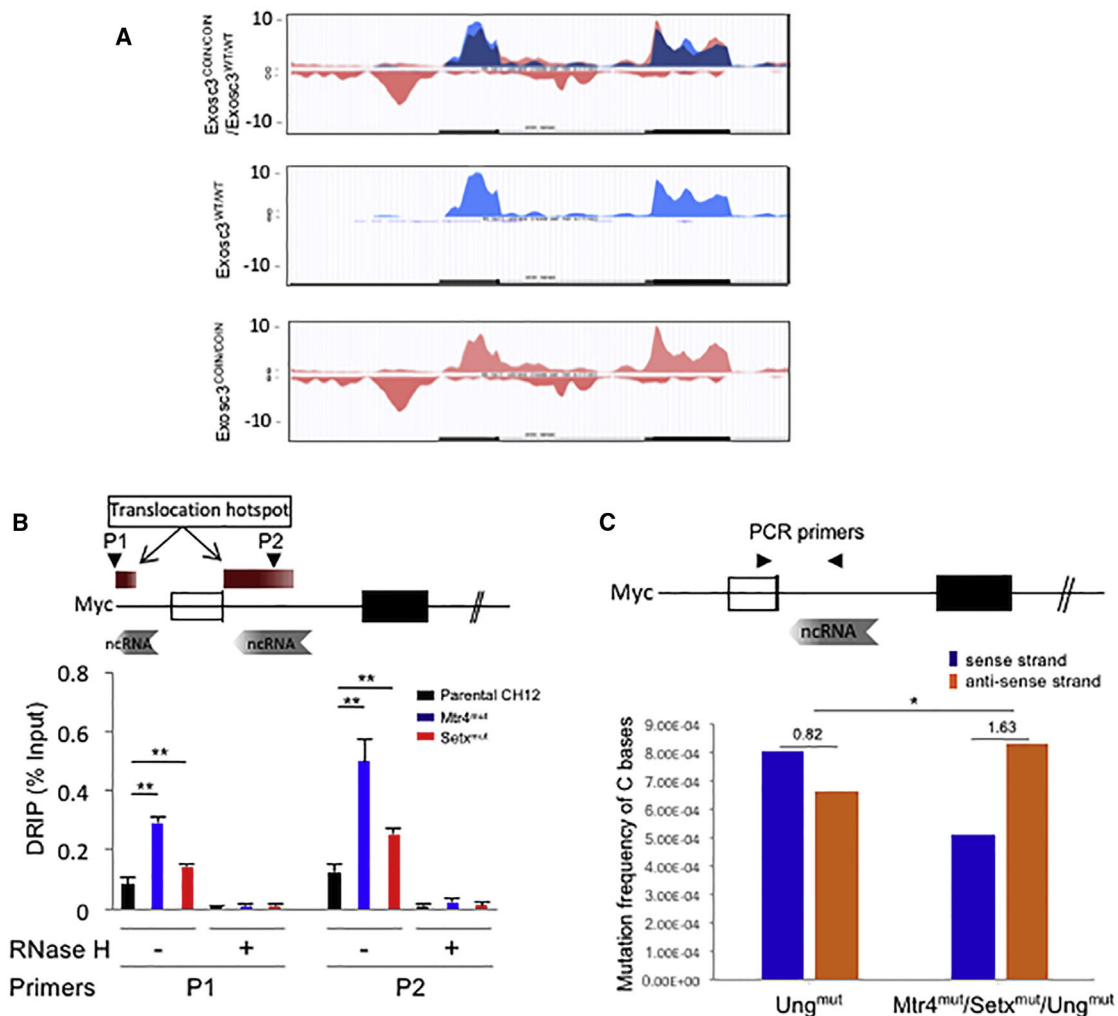 A
Exosc3COIN/COIN
/Exosc3WT/WT
10
-10
Exosc3WT/WT
10
-10
Exosc3COIN/COIN
10
-10
B
Translocation hotspot
P1
P2
Myc
ncRNA
ncRNA
DRIP (% Input)
0.8
0.6
0.4
0.2
0
Parental CH12
Mtr4mut
Setxmut
**
**
**
**
RNase H - + - +
Primers P1 P2
C
PCR primers
Myc
ncRNA
sense strand
anti-sense strand
*
0.82
1.63
Mutation frequency of C bases
9.00E-04
8.00E-04
7.00E-04
6.00E-04
5.00E-04
4.00E-04
3.00E-04
2.00E-04
1.00E-04
0.00E+00
Ungmut
Mtr4mut/Setxmut/Ungmut